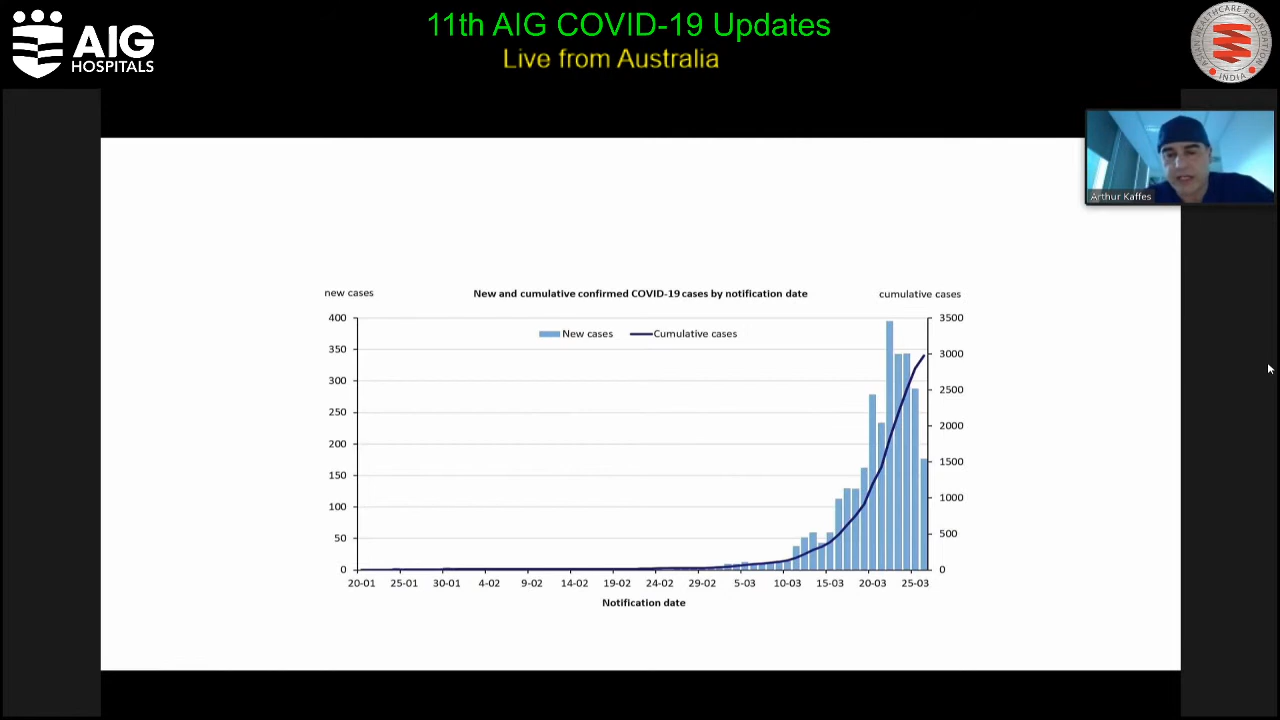 11th AIG COVID-19 Updates
Live from Australia
AIG
HOSPITALS
ASIAN HEALTHCARE FOUNDATION
INDIA
Arthur Kaffes
new cases
New and cumulative confirmed COVID-19 cases by notification date
cumulative cases
New cases
Cumulative cases
400
350
300
250
200
150
100
50
0
3500
3000
2500
2000
1500
1000
500
0
20-01 25-01 30-01 4-02 9-02 14-02 19-02 24-02 29-02 5-03 10-03 15-03 20-03 25-03
Notification date